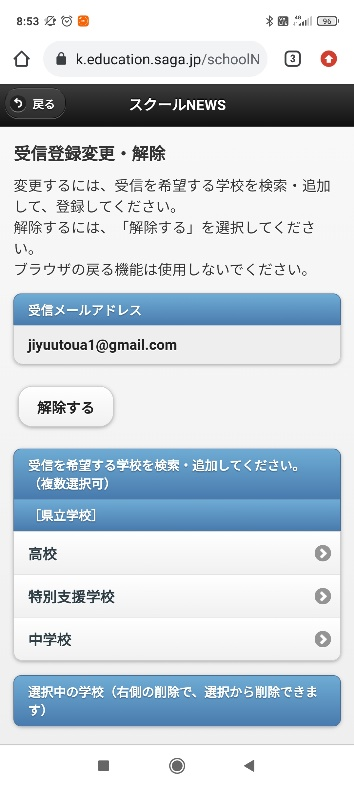 8:53
4G
96
k.education.saga.jp/schoolN
3
戻る
スクールNEWS
受信登録変更・解除
変更するには、受信を希望する学校を検索・追加
して、登録してください。
解除するには、「解除する」を選択してくださ
い。
ブラウザの戻る機能は使用しないでください。
受信メールアドレス
jiyuutoua1@gmail.com
解除する
受信を希望する学校を検索・追加してください。
（複数選択可）
［県立学校］
高校
特別支援学校
中学校
選択中の学校（右側の削除で、選択から削除できま
す）